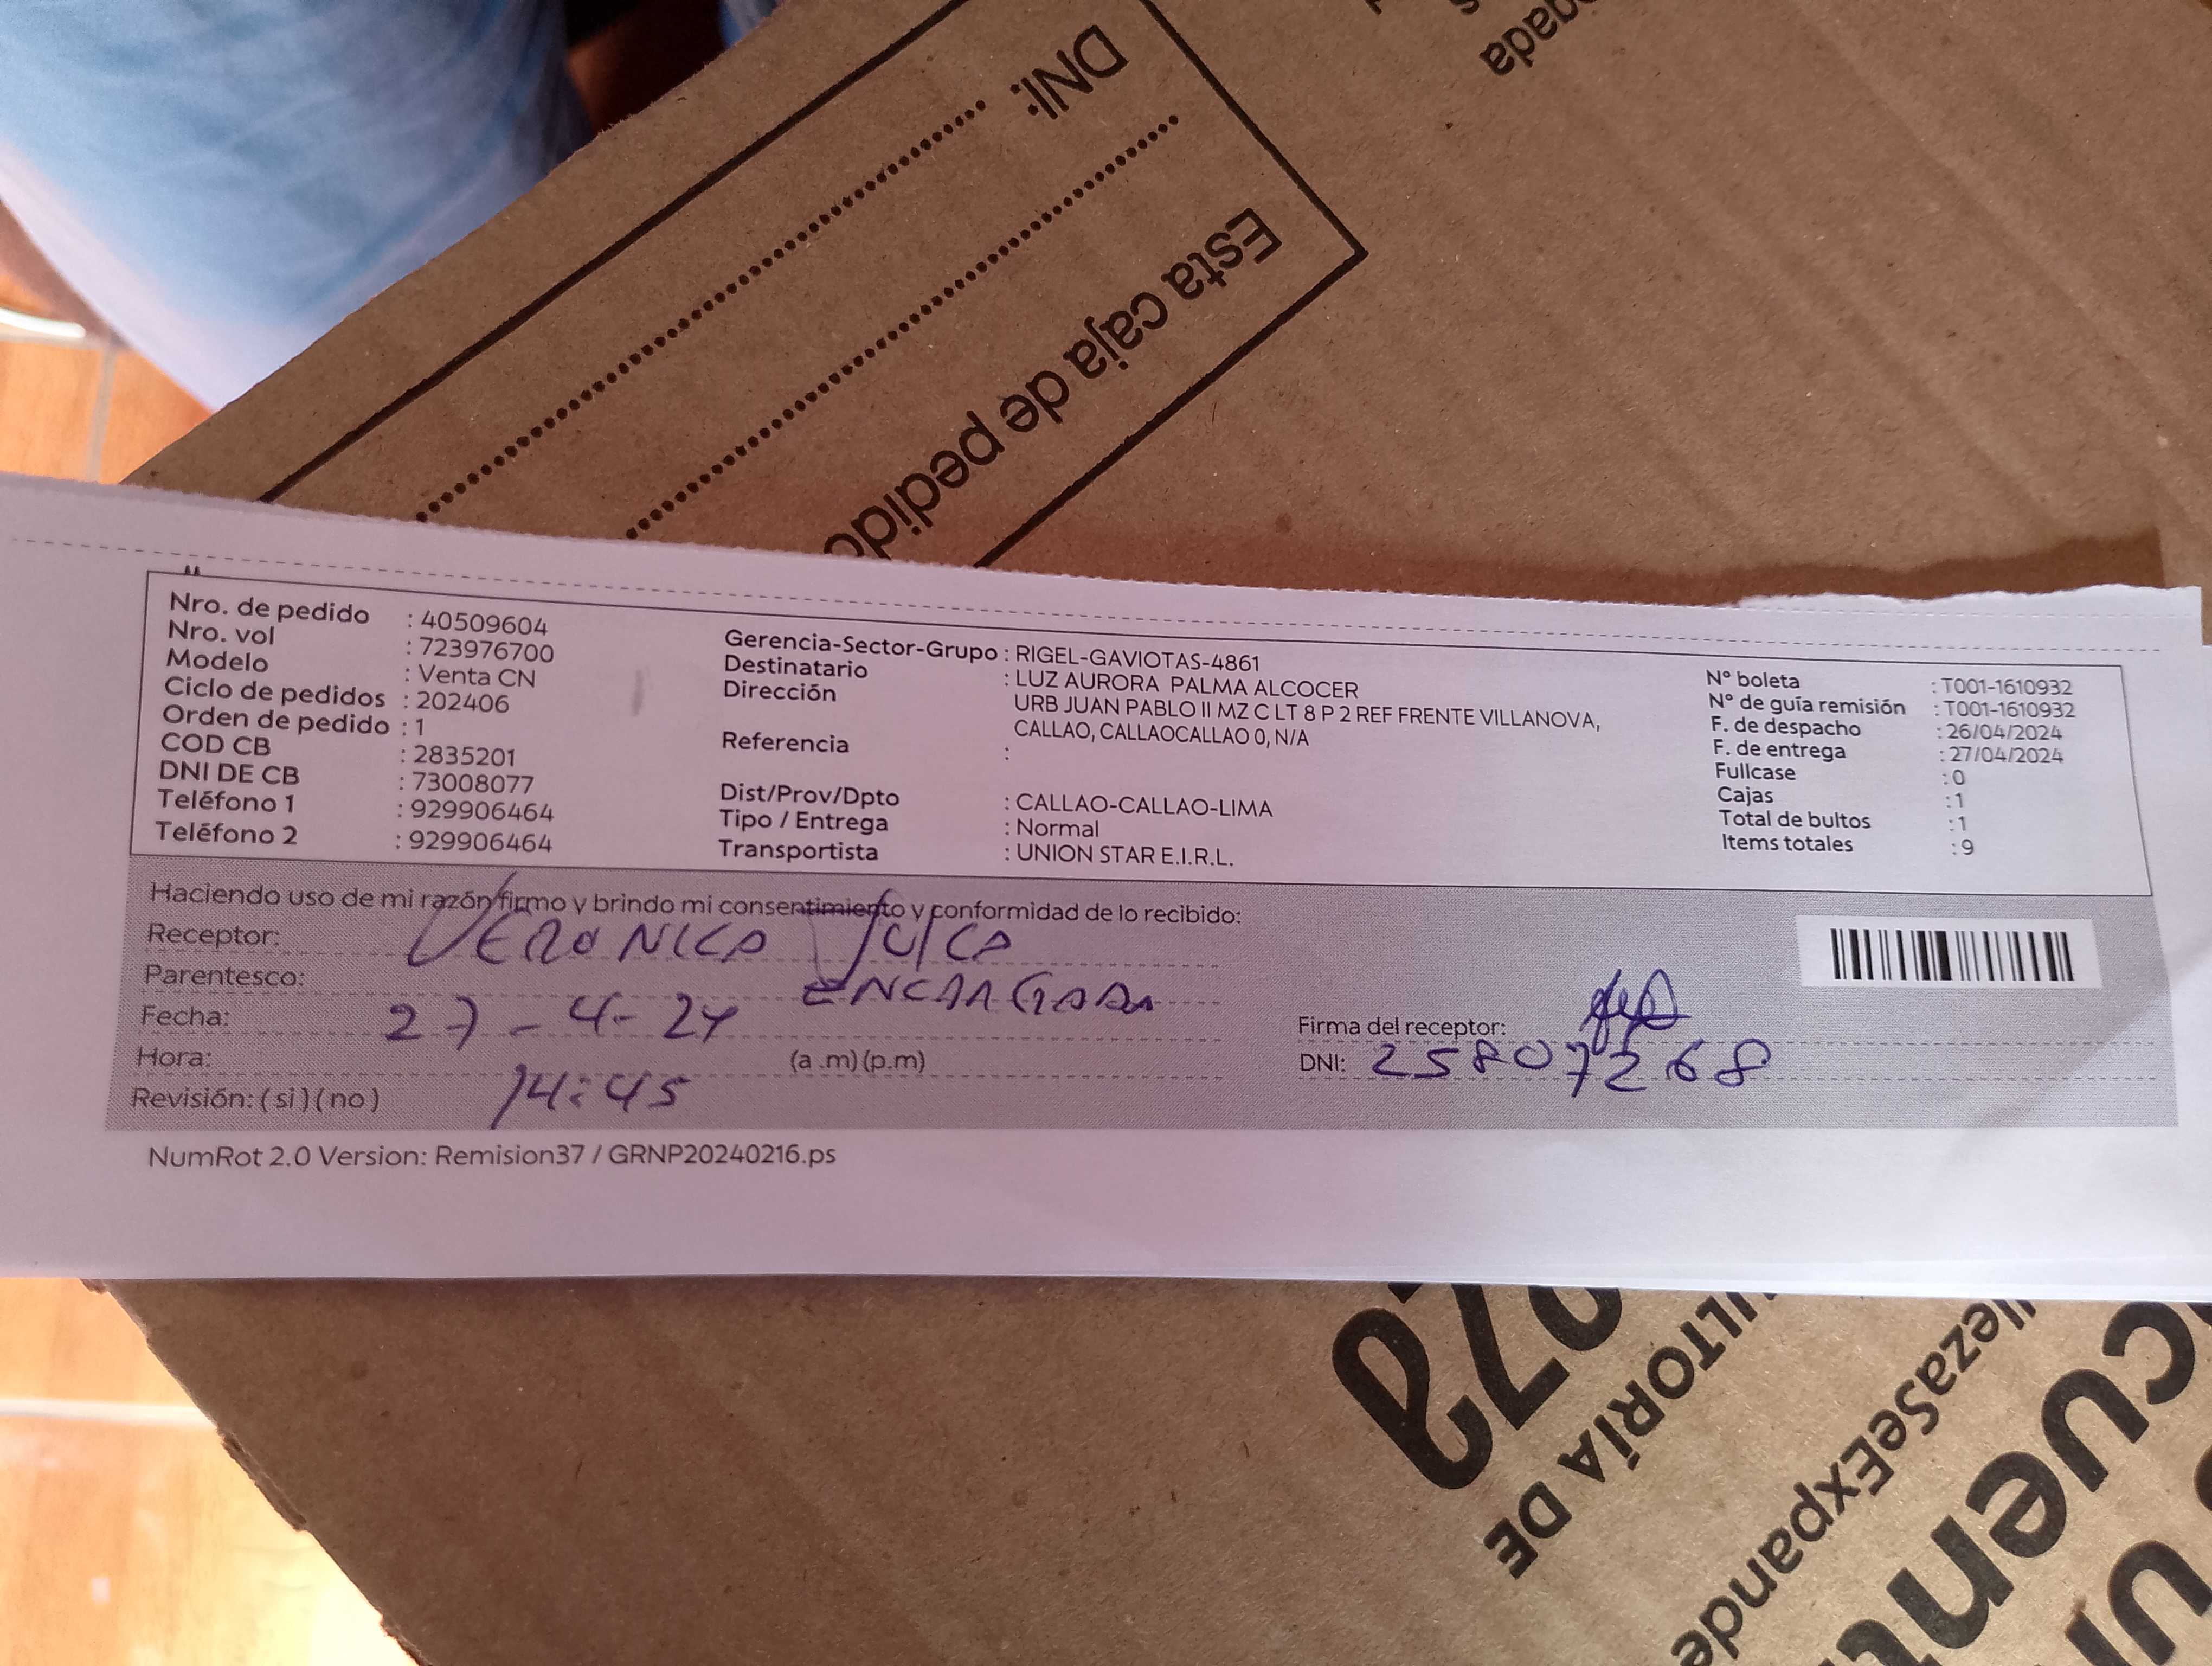 gada
DNI:
Esta caja de pedido
Nro. de pedido : 40509604
Nro. vol : 723976700
Modelo : Venta CN
Ciclo de pedidos : 202406
Orden de pedido : 1
COD CB : 2835201
DNI DE CB : 73008077
Teléfono 1 : 929906464
Teléfono 2 : 929906464
Gerencia-Sector-Grupo : RIGEL-GAVIOTAS-4861
Destinatario : LUZ AURORA PALMA ALCOCER
Dirección URB JUAN PABLO II MZ C LT 8 P 2 REF FRENTE VILLANOVA,
CALLAO, CALLAOCALLAO 0, N/A
Referencia :
Dist/Prov/Dpto : CALLAO-CALLAO-LIMA
Tipo / Entrega : Normal
Transportista : UNION STAR E.I.R.L.
Nº boleta : T001-1610932
Nº de guía remisión : T001-1610932
F. de despacho : 26/04/2024
F. de entrega : 27/04/2024
Fullcase : 0
Cajas : 1
Total de bultos : 1
Items totales : 9
Haciendo uso de mi razón firmo y brindo mi consentimiento y conformidad de lo recibido:
Receptor: VERONICA
Parentesco: ENCARGADA
Fecha: 27-4-24
Hora: 14:45 (a .m) (p.m)
Revisión: ( si ) ( no )
Firma del receptor:
DNI: 25807268
NumRot 2.0 Version: Remision37 / GRNP20240216.ps
ULTORÍA DE
llezaSeExpande
cuent